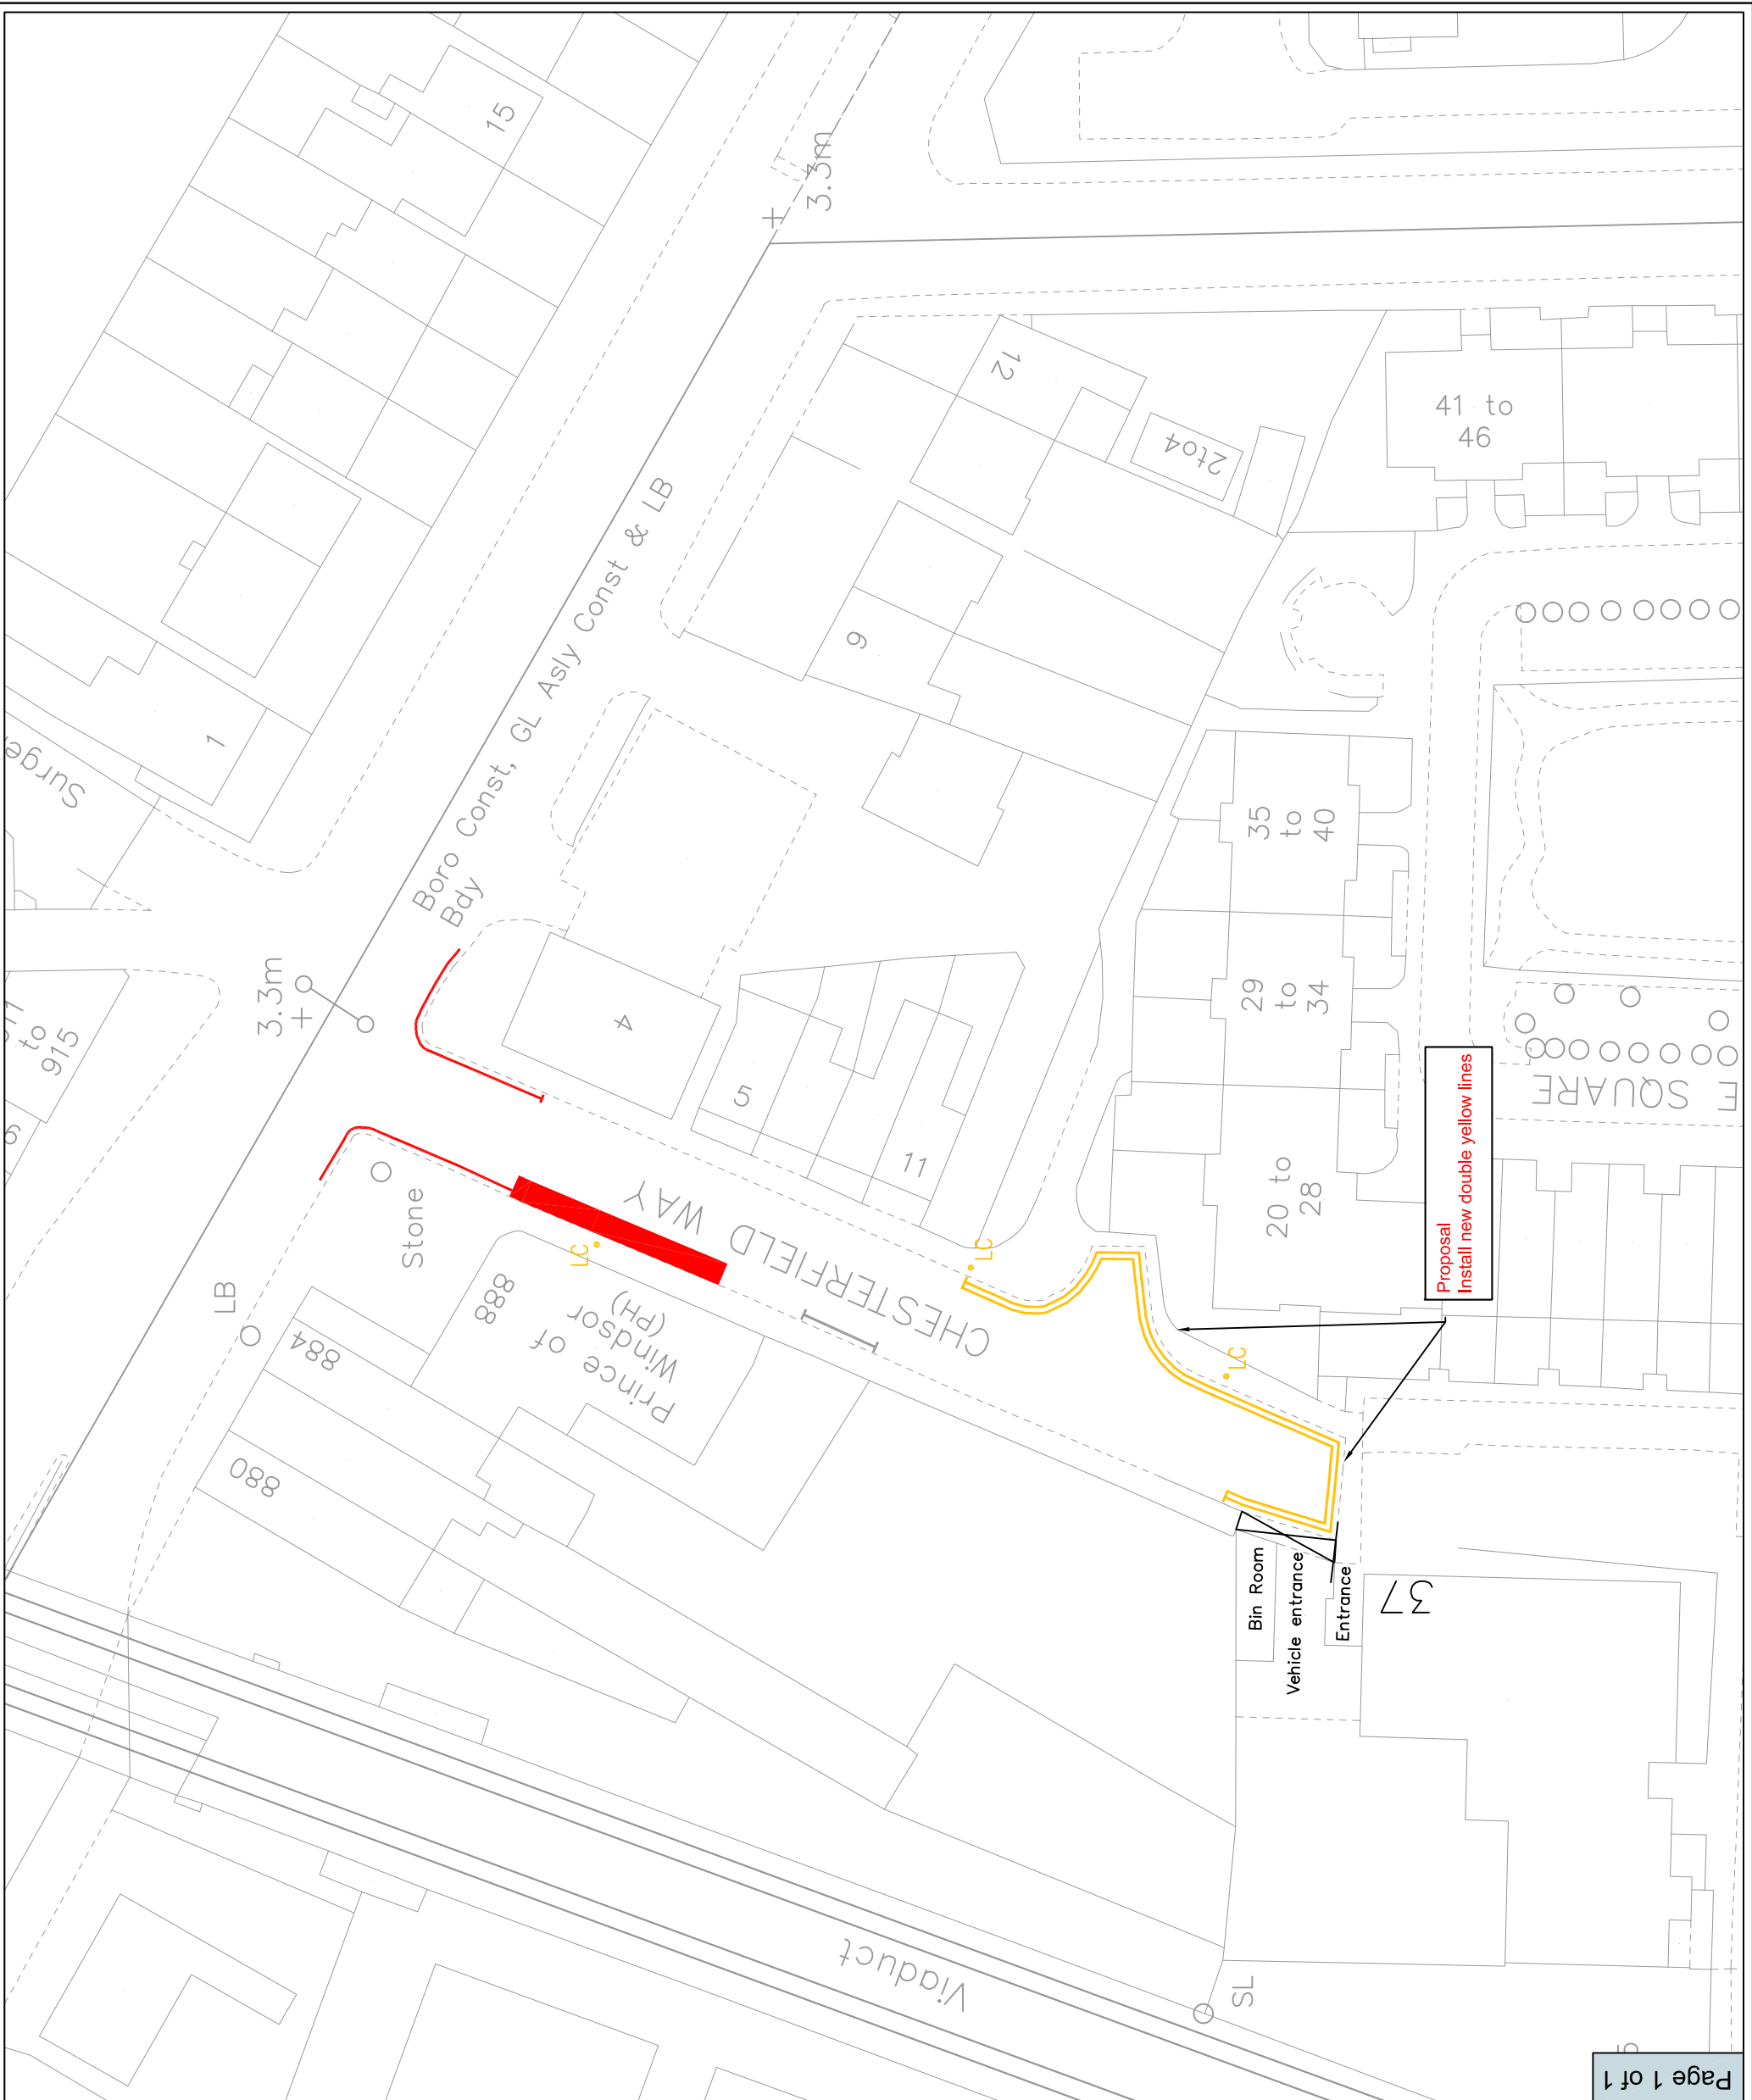 15
3.3m
12
2to4
41 to
46
Boro Const, GL Asly Const & LB
Bdy
9
1
35
to
40
29
to
34
3.3m
to
915
4
5
11
E SQUARE
Proposal
Install new double yellow lines
20 to
28
Stone
LB
CHESTERFIELD WAY
LC
LC
LC
888
Prince of
Windsor
(PH)
884
880
Bin Room
Vehicle entrance
Entrance
37
Viaduct
SL
Page 1 of 1